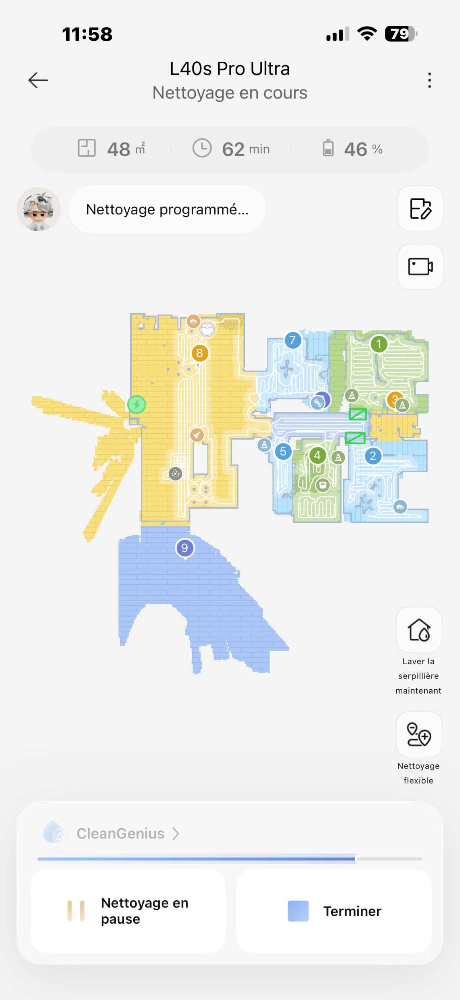 11:58
79
L40s Pro Ultra
Nettoyage en cours
48 m²
62 min
46 %
Nettoyage programmé...
7
1
8
3
5
4
2
9
Laver la
serpillière
maintenant
Nettoyage
flexible
CleanGenius
Nettoyage en
pause
Terminer